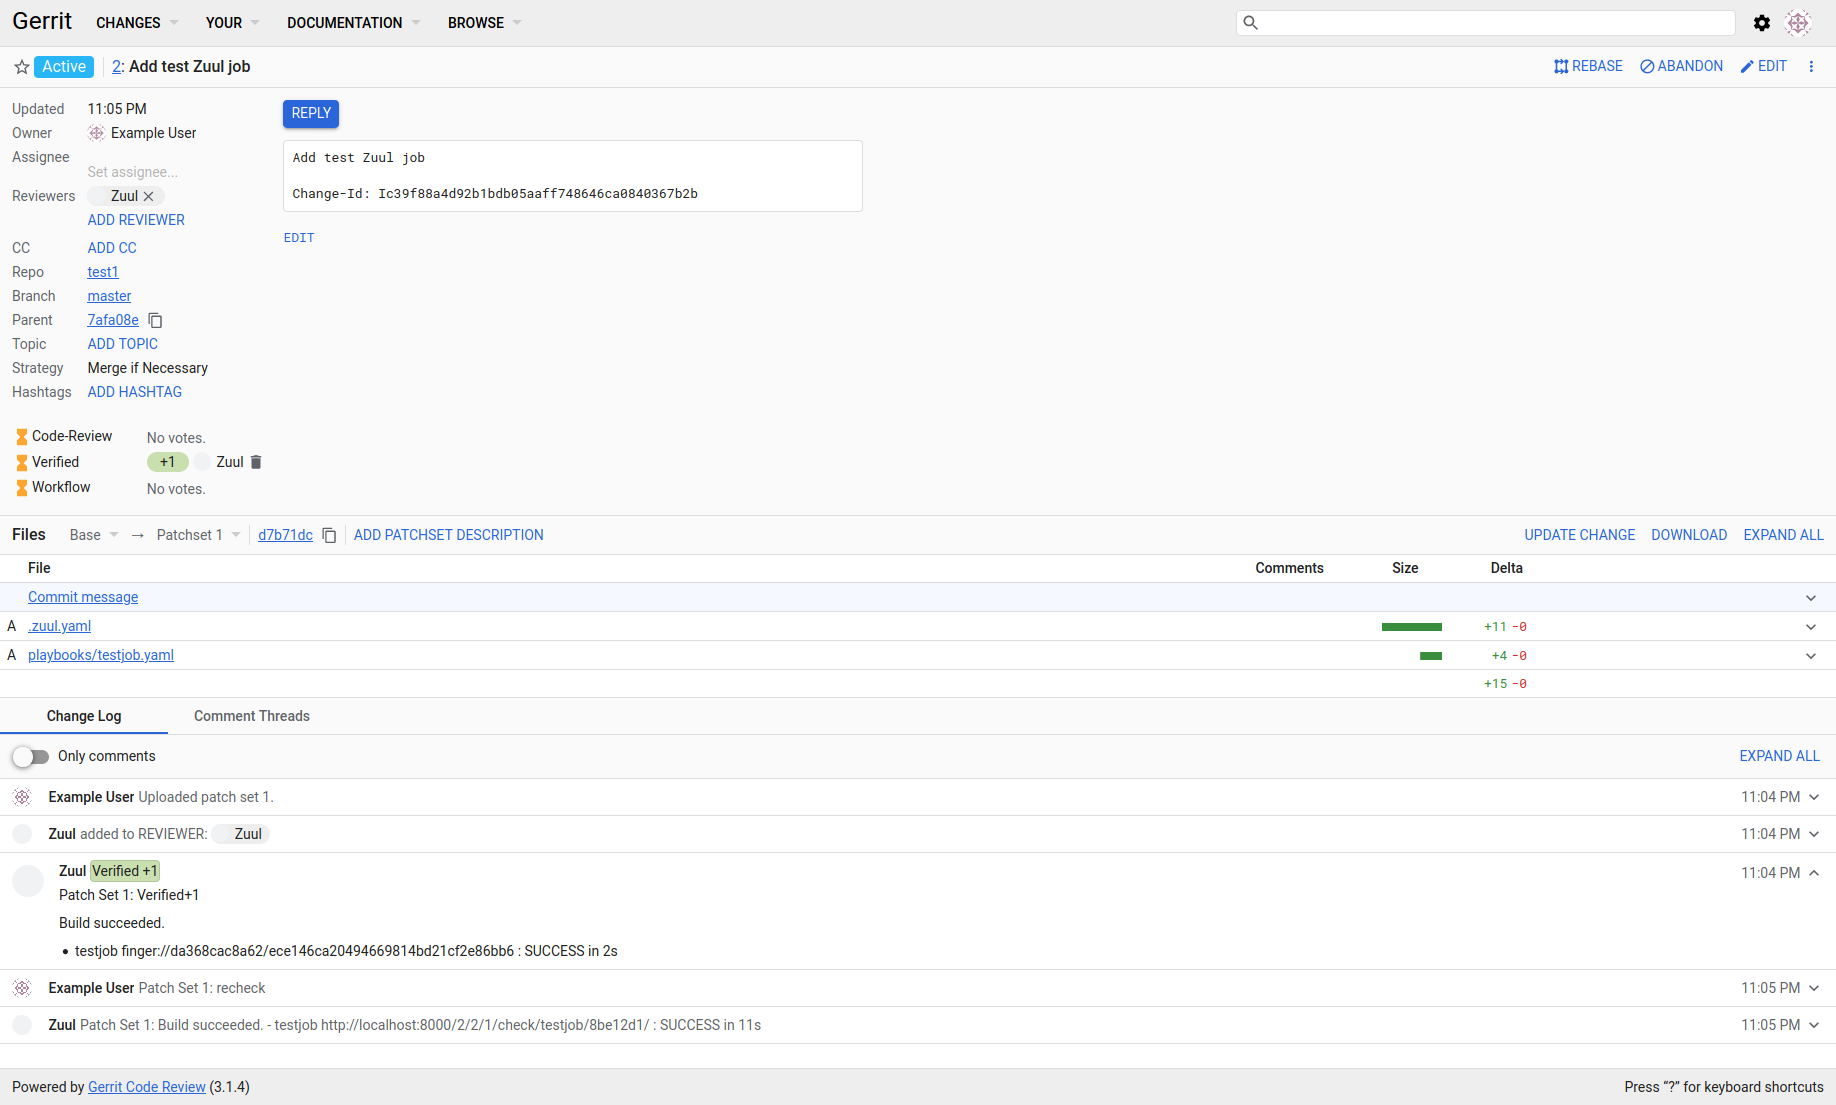 Gerrit CHANGES YOUR DOCUMENTATION BROWSE
Active 2: Add test Zuul job REBASE ABANDON EDIT
Updated 11:05 PM
Owner Example User
Assignee
Set assignee...
Reviewers Zuul
ADD REVIEWER
CC ADD CC
Repo test1
Branch master
Parent 7afa08e
Topic ADD TOPIC
Strategy Merge if Necessary
Hashtags ADD HASHTAG
Code-Review No votes.
Verified +1 Zuul
Workflow No votes.
REPLY
Add test Zuul job
Change-Id: Ic39f88a4d92b1bdb05aaff748646ca0840367b2b
EDIT
Files Base → Patchset 1 d7b71dc ADD PATCHSET DESCRIPTION UPDATE CHANGE DOWNLOAD EXPAND ALL
File Comments Size Delta
Commit message
A .zuul.yaml +11 -0
A playbooks/testjob.yaml +4 -0
+15 -0
Change Log Comment Threads
Only comments EXPAND ALL
Example User Uploaded patch set 1. 11:04 PM
Zuul added to REVIEWER: Zuul 11:04 PM
Zuul Verified +1 11:04 PM
Patch Set 1: Verified+1
Build succeeded.
• testjob finger://da368cac8a62/ece146ca20494669814bd21cf2e86bb6 : SUCCESS in 2s
Example User Patch Set 1: recheck 11:05 PM
Zuul Patch Set 1: Build succeeded. - testjob http://localhost:8000/2/2/1/check/testjob/8be12d1/ : SUCCESS in 11s 11:05 PM
Powered by Gerrit Code Review (3.1.4) Press “?” for keyboard shortcuts